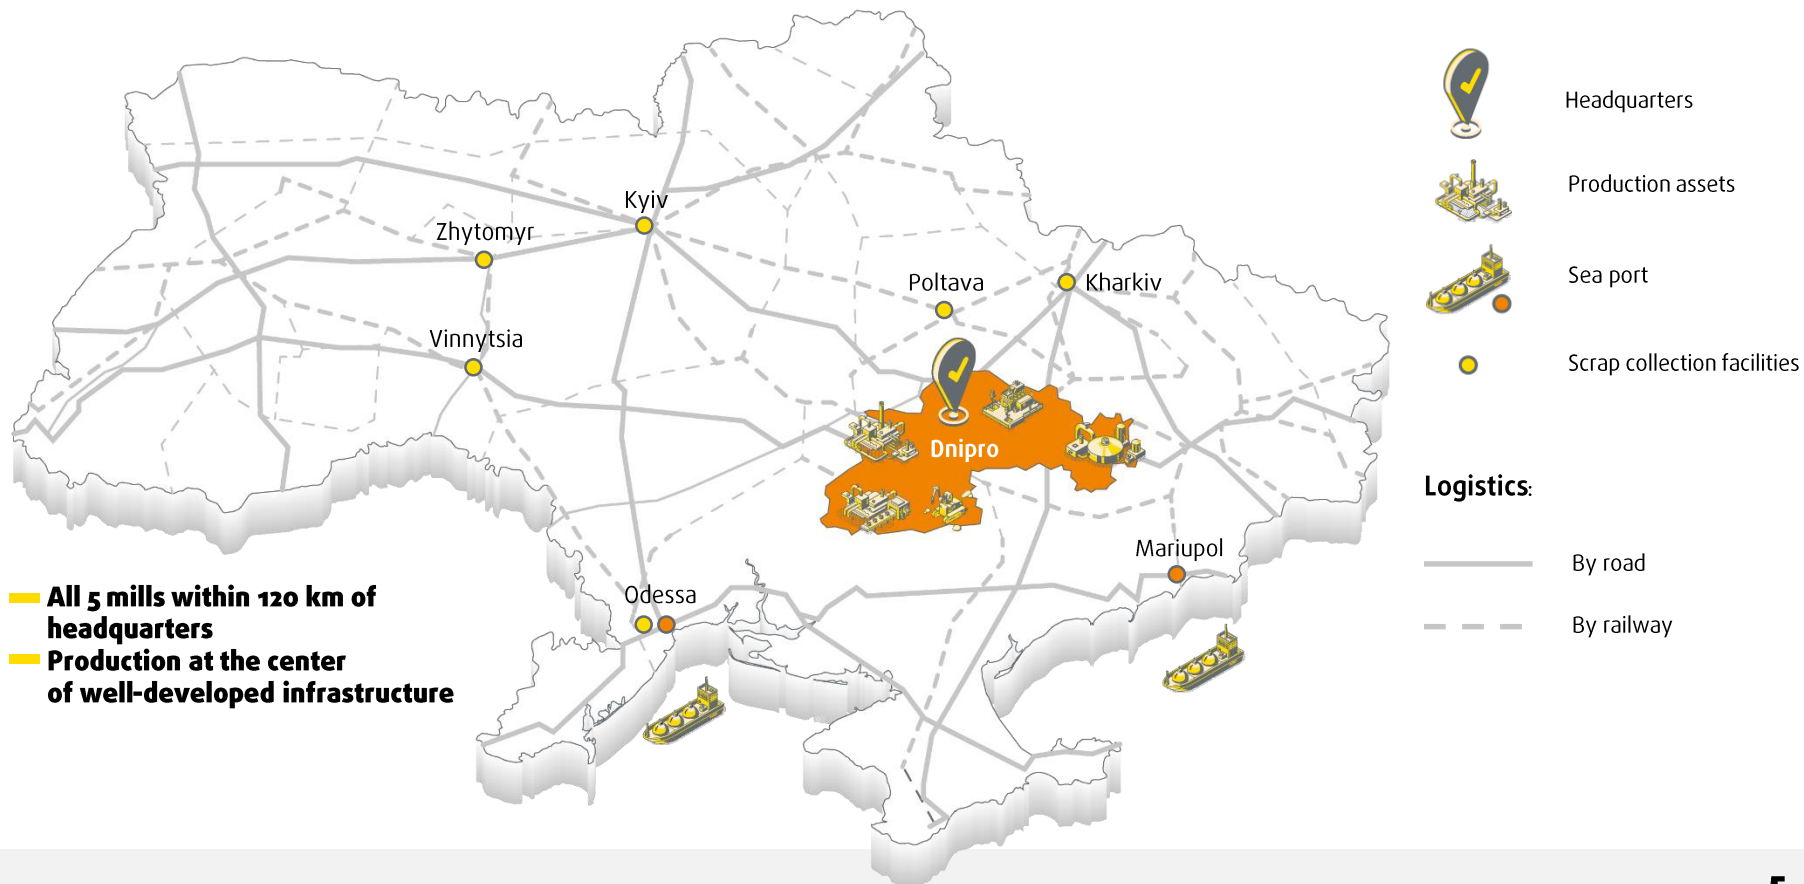 Kyiv
Zhytomyr
Poltava
Kharkiv
Vinnytsia
Dnipro
Mariupol
Odessa
All 5 mills within 120 km of
headquarters
Production at the center
of well-developed infrastructure
Headquarters
Production assets
Sea port
Scrap collection facilities
Logistics:
By road
By railway